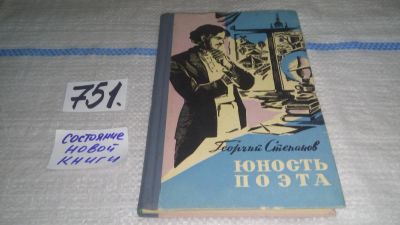 751.
состояние
новой
книги
Георгий Степанов
ЮНОСТЬ
ПОЭТА